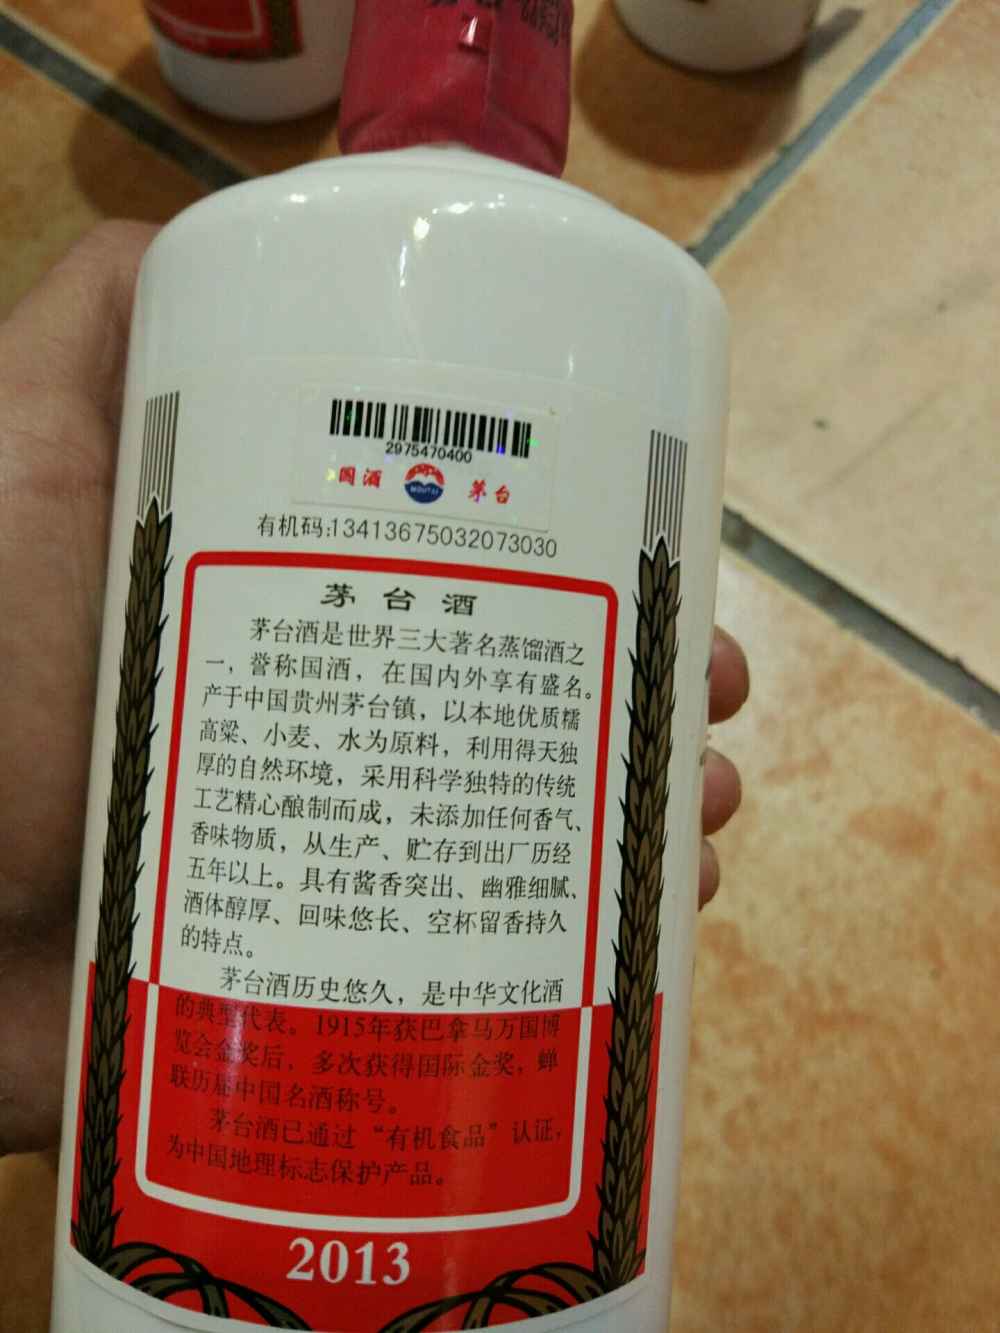 2975470400
国酒 MOUTAI 茅台
有机码:13413675032073030
茅台酒
茅台酒是世界三大著名蒸馏酒之
一，誉称国酒，在国内外享有盛名。
产于中国贵州茅台镇，以本地优质糯
高粱、小麦、水为原料，利用得天独
厚的自然环境，采用科学独特的传统
工艺精心酿制而成，未添加任何香气、
香味物质，从生产、贮存到出厂历经
五年以上。具有酱香突出、幽雅细腻、
酒体醇厚、回味悠长、空杯留香持久
的特点。
茅台酒历史悠久，是中华文化酒
的典型代表。1915年获巴拿马万国博
览会金奖后，多次获得国际金奖，蝉
联历届中国名酒称号。
茅台酒已通过“有机食品”认证，
为中国地理标志保护产品。
2013